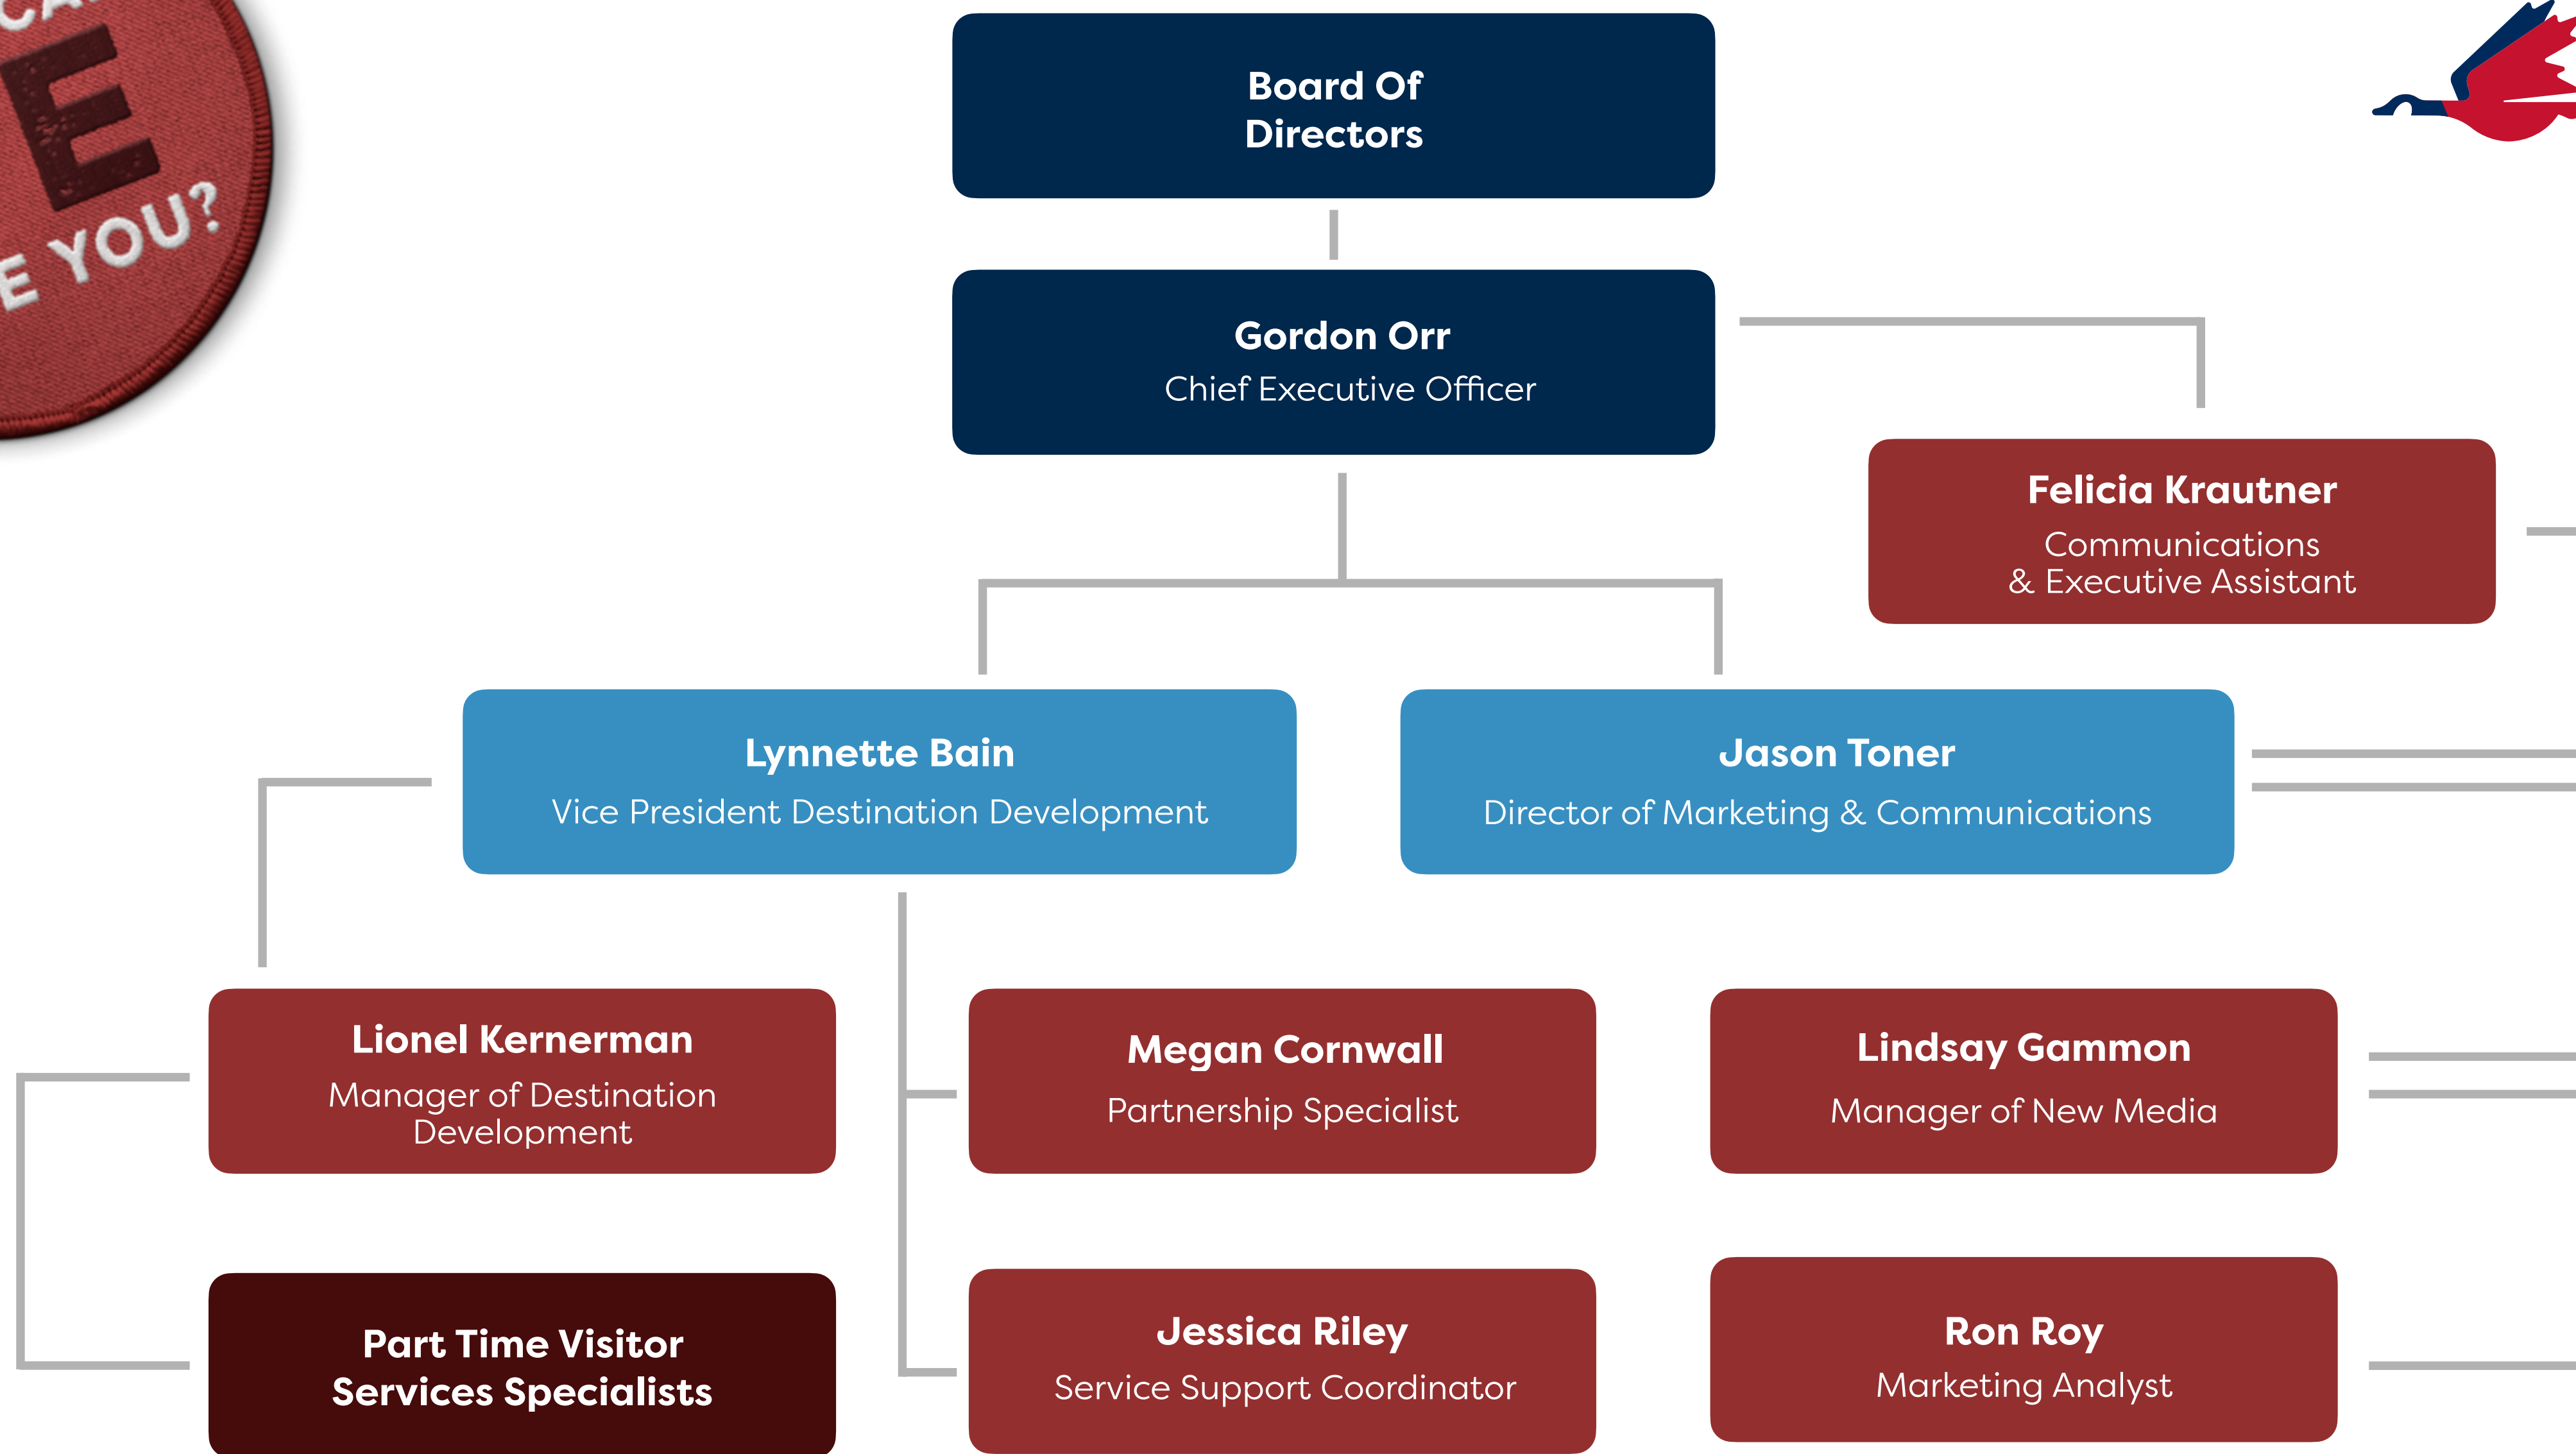 E
YOU?
Board Of
Directors
Gordon Orr
Chief Executive Officer
Felicia Krautner
Communications
& Executive Assistant
Lynnette Bain
Vice President Destination Development
Jason Toner
Director of Marketing & Communications
Lionel Kernerman
Manager of Destination
Development
Megan Cornwall
Partnership Specialist
Lindsay Gammon
Manager of New Media
Part Time Visitor
Services Specialists
Jessica Riley
Service Support Coordinator
Ron Roy
Marketing Analyst